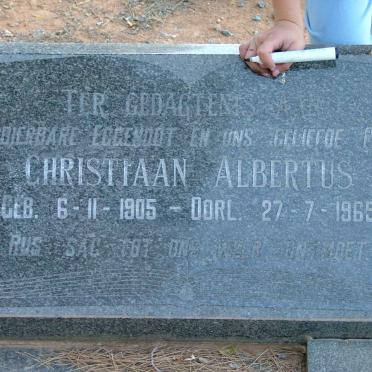 TER GEDAGTENIS
DIERBARE EGGENOOT EN ONS GELIEFDE
CHRISTIAAN ALBERTUS
GEB. 6-11-1905 - OORL. 27-7-1965
RUS SAG TOT ONS WEER ONTMOET